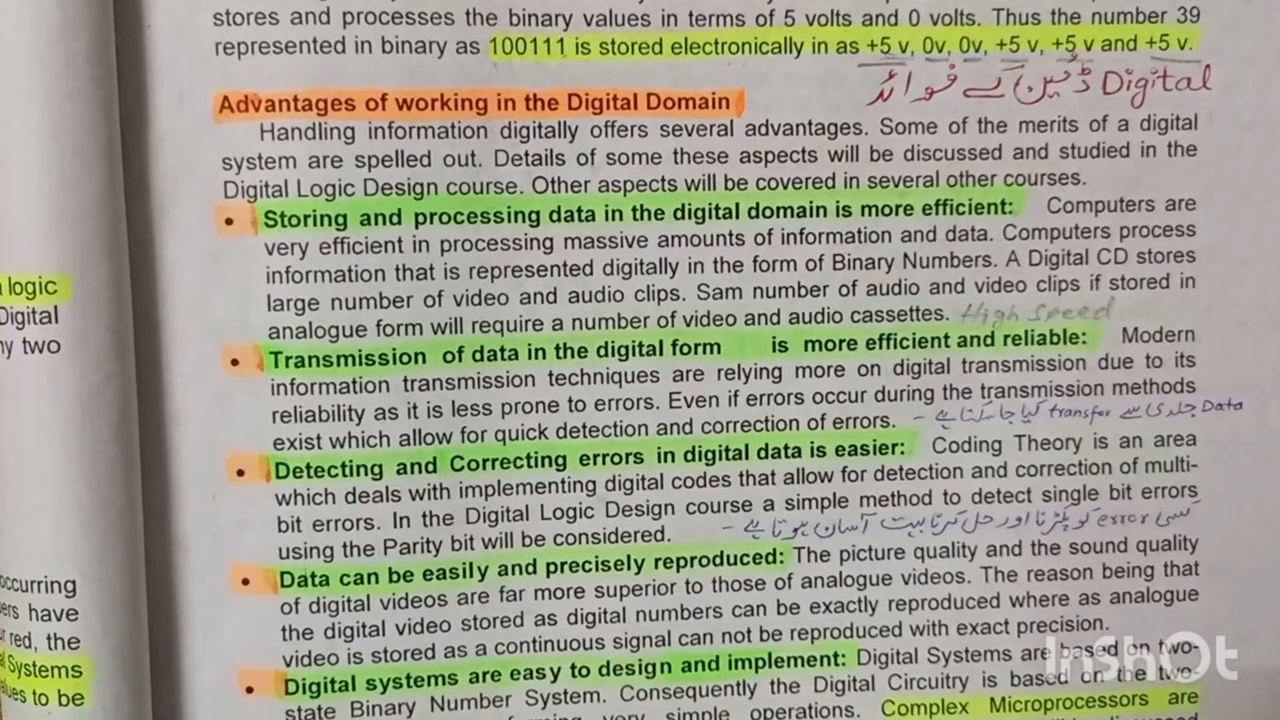 stores and processes the binary values in terms of 5 volts and 0 volts. Thus the number 39
represented in binary as 100111 is stored electronically in as +5 v, 0v, 0v, +5 v, +5 v and +5 v.
Digital ڈومین کے فوائد
Advantages of working in the Digital Domain
Handling information digitally offers several advantages. Some of the merits of a digital
system are spelled out. Details of some these aspects will be discussed and studied in the
Digital Logic Design course. Other aspects will be covered in several other courses.
• Storing and processing data in the digital domain is more efficient: Computers are
very efficient in processing massive amounts of information and data. Computers process
information that is represented digitally in the form of Binary Numbers. A Digital CD stores
large number of video and audio clips. Sam number of audio and video clips if stored in
analogue form will require a number of video and audio cassettes. High Speed
• Transmission of data in the digital form is more efficient and reliable: Modern
information transmission techniques are relying more on digital transmission due to its
reliability as it is less prone to errors. Even if errors occur during the transmission methods
exist which allow for quick detection and correction of errors.
Data جلدی سے transfer کیا جا سکتا ہے -
• Detecting and Correcting errors in digital data is easier: Coding Theory is an area
which deals with implementing digital codes that allow for detection and correction of multi-
bit errors. In the Digital Logic Design course a simple method to detect single bit errors
using the Parity bit will be considered.
کسی error کو پکڑنا اور حل کرنا بہت آسان ہوتا ہے -
• Data can be easily and precisely reproduced: The picture quality and the sound quality
of digital videos are far more superior to those of analogue videos. The reason being that
the digital video stored as digital numbers can be exactly reproduced where as analogue
video is stored as a continuous signal can not be reproduced with exact precision.
• Digital systems are easy to design and implement: Digital Systems are based on two-
state Binary Number System. Consequently the Digital Circuitry is based on the two-
very simple operations. Complex Microprocessors are
logic
Digital
ny two
occurring
ers have
red, the
Systems
alues to be
InShOt